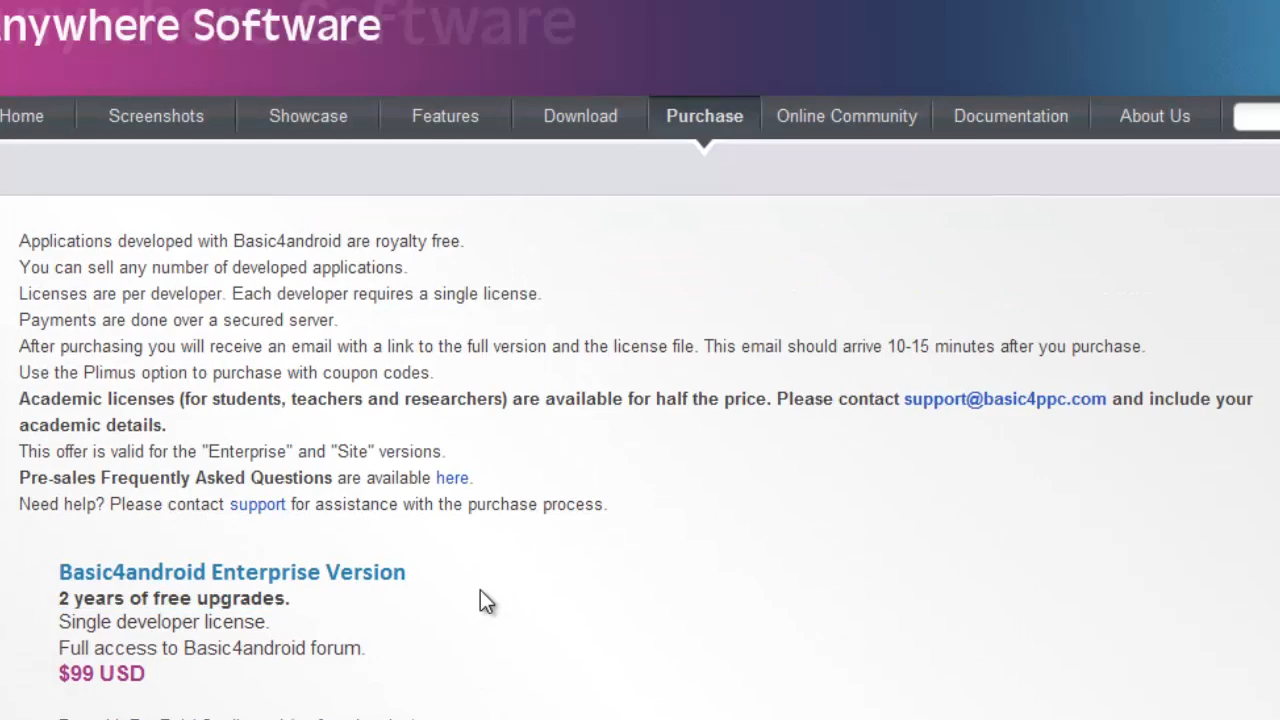 nywhere Software
nywhere Software
Home Screenshots Showcase Features Download Purchase Online Community Documentation About Us
Applications developed with Basic4android are royalty free.
You can sell any number of developed applications.
Licenses are per developer. Each developer requires a single license.
Payments are done over a secured server.
After purchasing you will receive an email with a link to the full version and the license file. This email should arrive 10-15 minutes after you purchase.
Use the Plimus option to purchase with coupon codes.
Academic licenses (for students, teachers and researchers) are available for half the price. Please contact support@basic4ppc.com and include your
academic details.
This offer is valid for the "Enterprise" and "Site" versions.
Pre-sales Frequently Asked Questions are available here.
Need help? Please contact support for assistance with the purchase process.
Basic4android Enterprise Version
2 years of free upgrades.
Single developer license.
Full access to Basic4android forum.
$99 USD